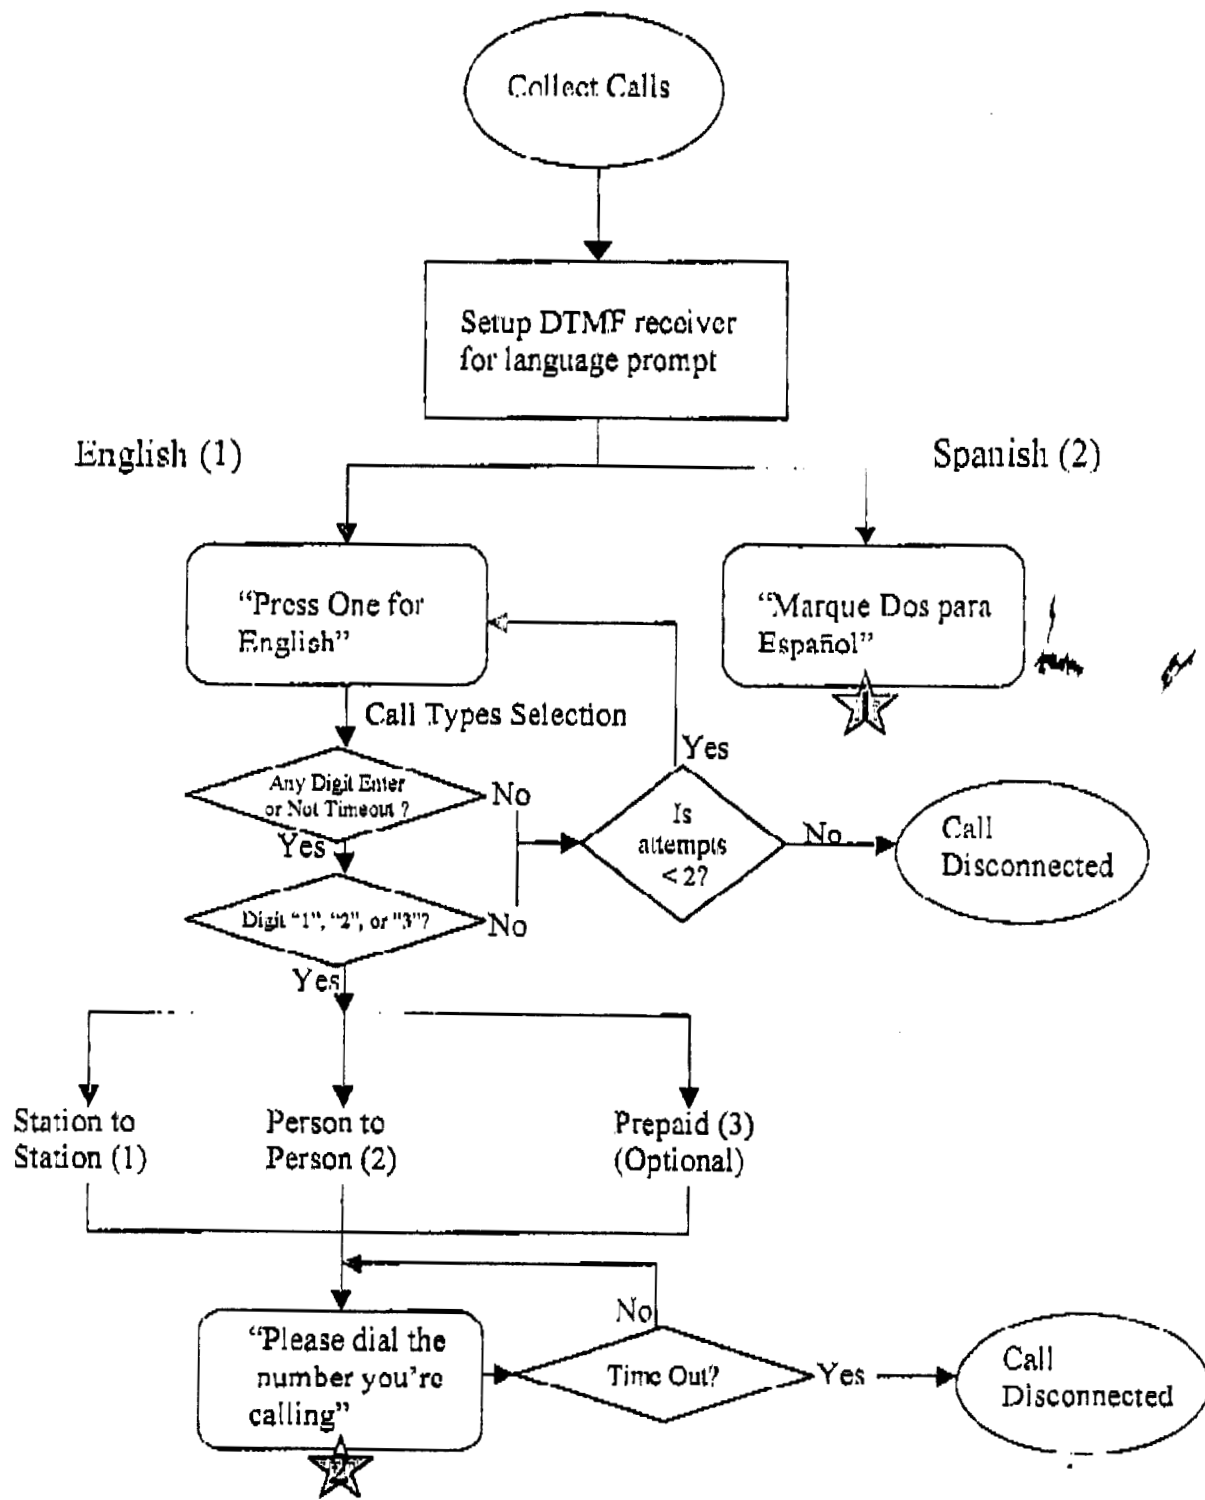 Collect Calls
Setup DTMF receiver
for language prompt
English (1)
Spanish (2)
“Press One for
English”
“Marque Dos para
Español”
1
Call Types Selection
Any Digit Enter
or Not Timeout ?
No
Yes
Yes
Is
attempts
< 2?
No
Call
Disconnected
Digit “1”, “2”, or “3”?
No
Yes
Station to
Station (1)
Person to
Person (2)
Prepaid (3)
(Optional)
“Please dial the
number you’re
calling”
2
No
Time Out?
Yes
Call
Disconnected